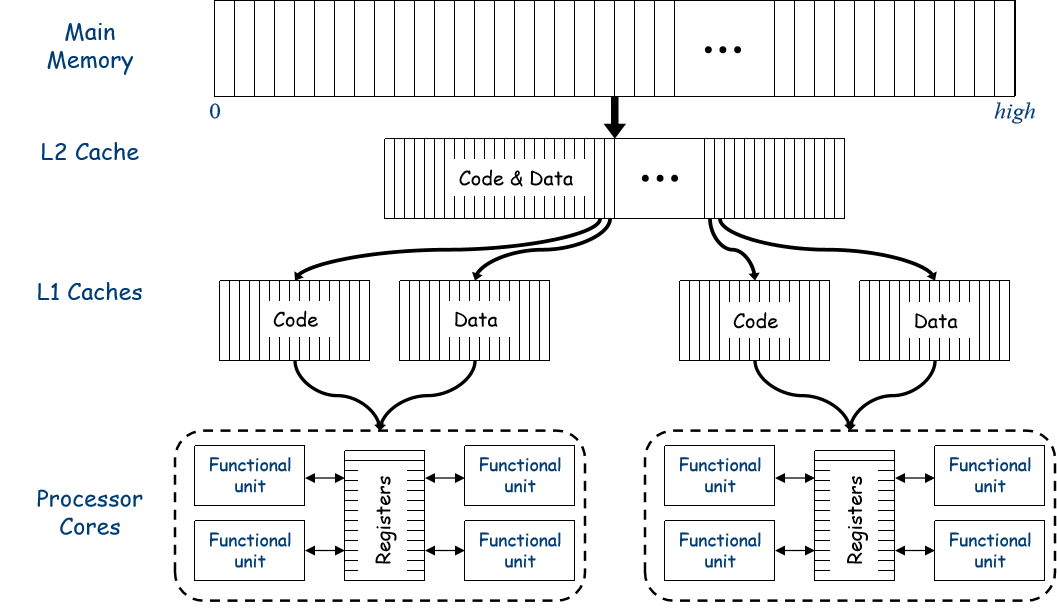 Main
Memory
•••
0
high
L2 Cache
Code & Data
•••
L1 Caches
Code
Data
Code
Data
Processor
Cores
Functional
unit
Functional
unit
Registers
Functional
unit
Functional
unit
Functional
unit
Functional
unit
Registers
Functional
unit
Functional
unit